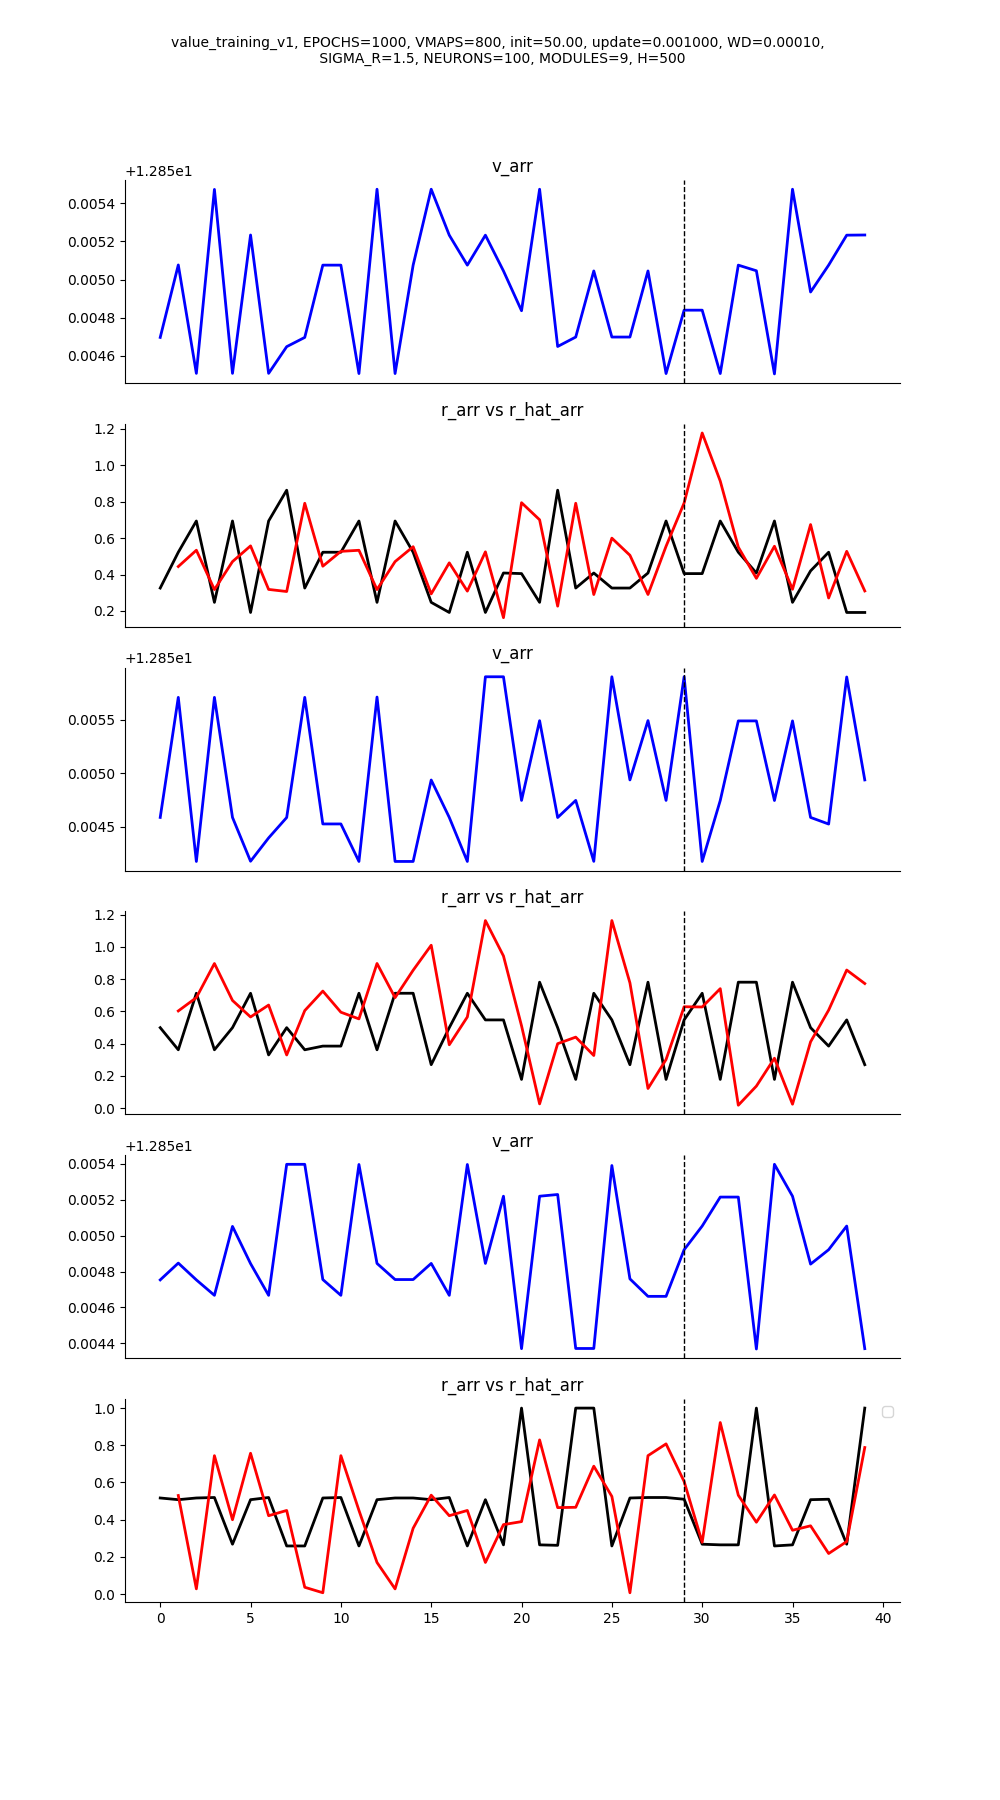 value_training_v1, EPOCHS=1000, VMAPS=800, init=50.00, update=0.001000, WD=0.00010,
SIGMA_R=1.5, NEURONS=100, MODULES=9, H=500
v_arr
+1.285e1
0.0054
0.0052
0.0050
0.0048
0.0046
r_arr vs r_hat_arr
1.2
1.0
0.8
0.6
0.4
0.2
v_arr
+1.285e1
0.0055
0.0050
0.0045
r_arr vs r_hat_arr
1.2
1.0
0.8
0.6
0.4
0.2
0.0
v_arr
+1.285e1
0.0054
0.0052
0.0050
0.0048
0.0046
0.0044
r_arr vs r_hat_arr
1.0
0.8
0.6
0.4
0.2
0.0
0 5 10 15 20 25 30 35 40